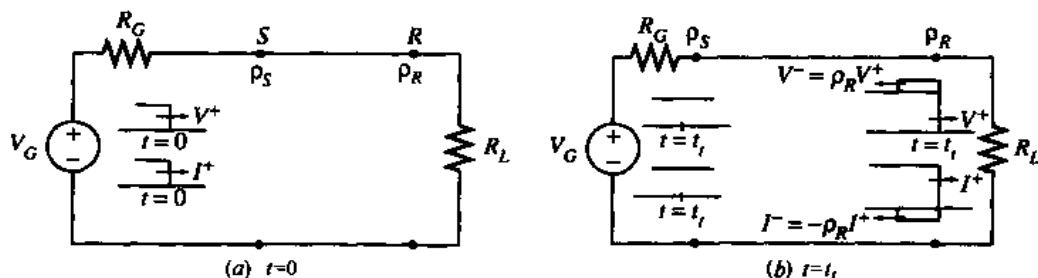 R_G
S
R
ρ_S
ρ_R
V⁺
t = 0
V_G
+
−
I⁺
t = 0
R_L
(a) t=0
R_G
ρ_S
ρ_R
V⁻ = ρ_R V⁺
V⁺
t = t_t
t = t_t
V_G
+
−
R_L
I⁺
t = t_t
I⁻ = −ρ_R I⁺
(b) t=t_t